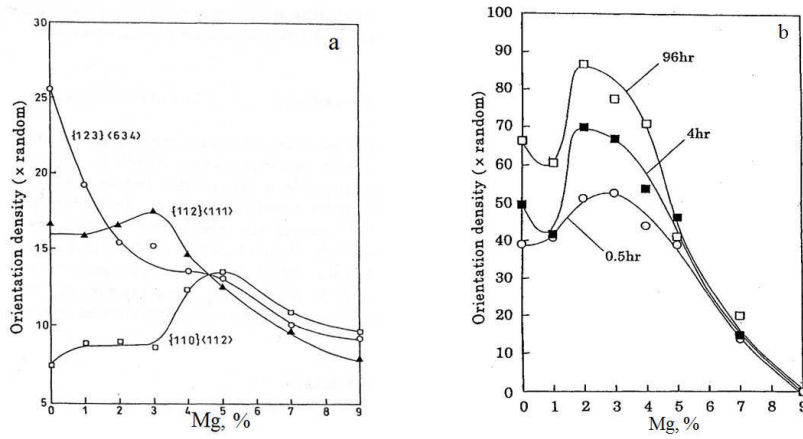 a
30
25
20
15
10
5
Orientation density (× random)
{123}<634>
{112}<111>
{110}<112>
0 1 2 3 4 5 6 7 8 9
Mg, %
b
100
90
80
70
60
50
40
30
20
10
0
Orientation density (× random)
96hr
4hr
0.5hr
0 1 2 3 4 5 6 7 8 9
Mg, %